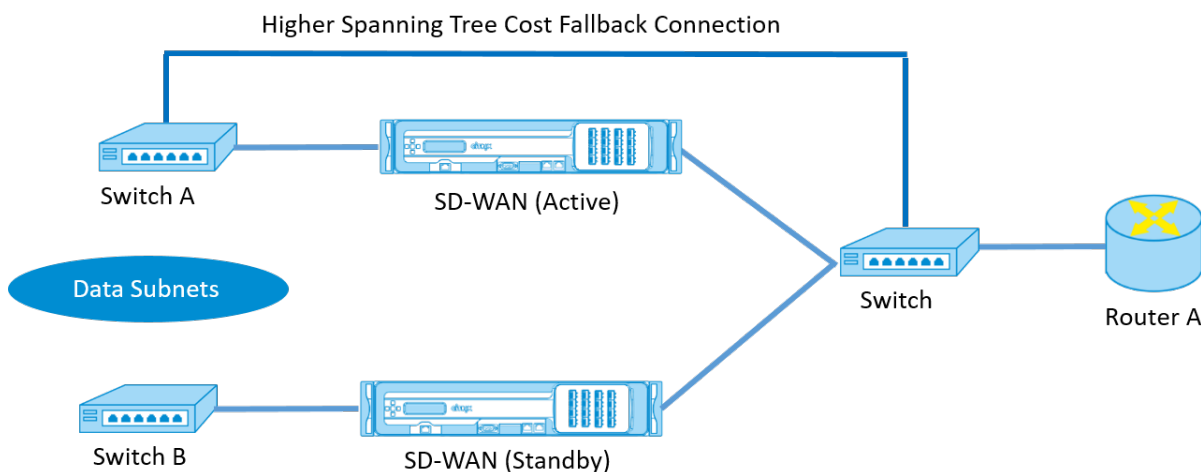 Higher Spanning Tree Cost Fallback Connection
Switch A
SD-WAN (Active)
Data Subnets
Switch
Router A
Switch B
SD-WAN (Standby)